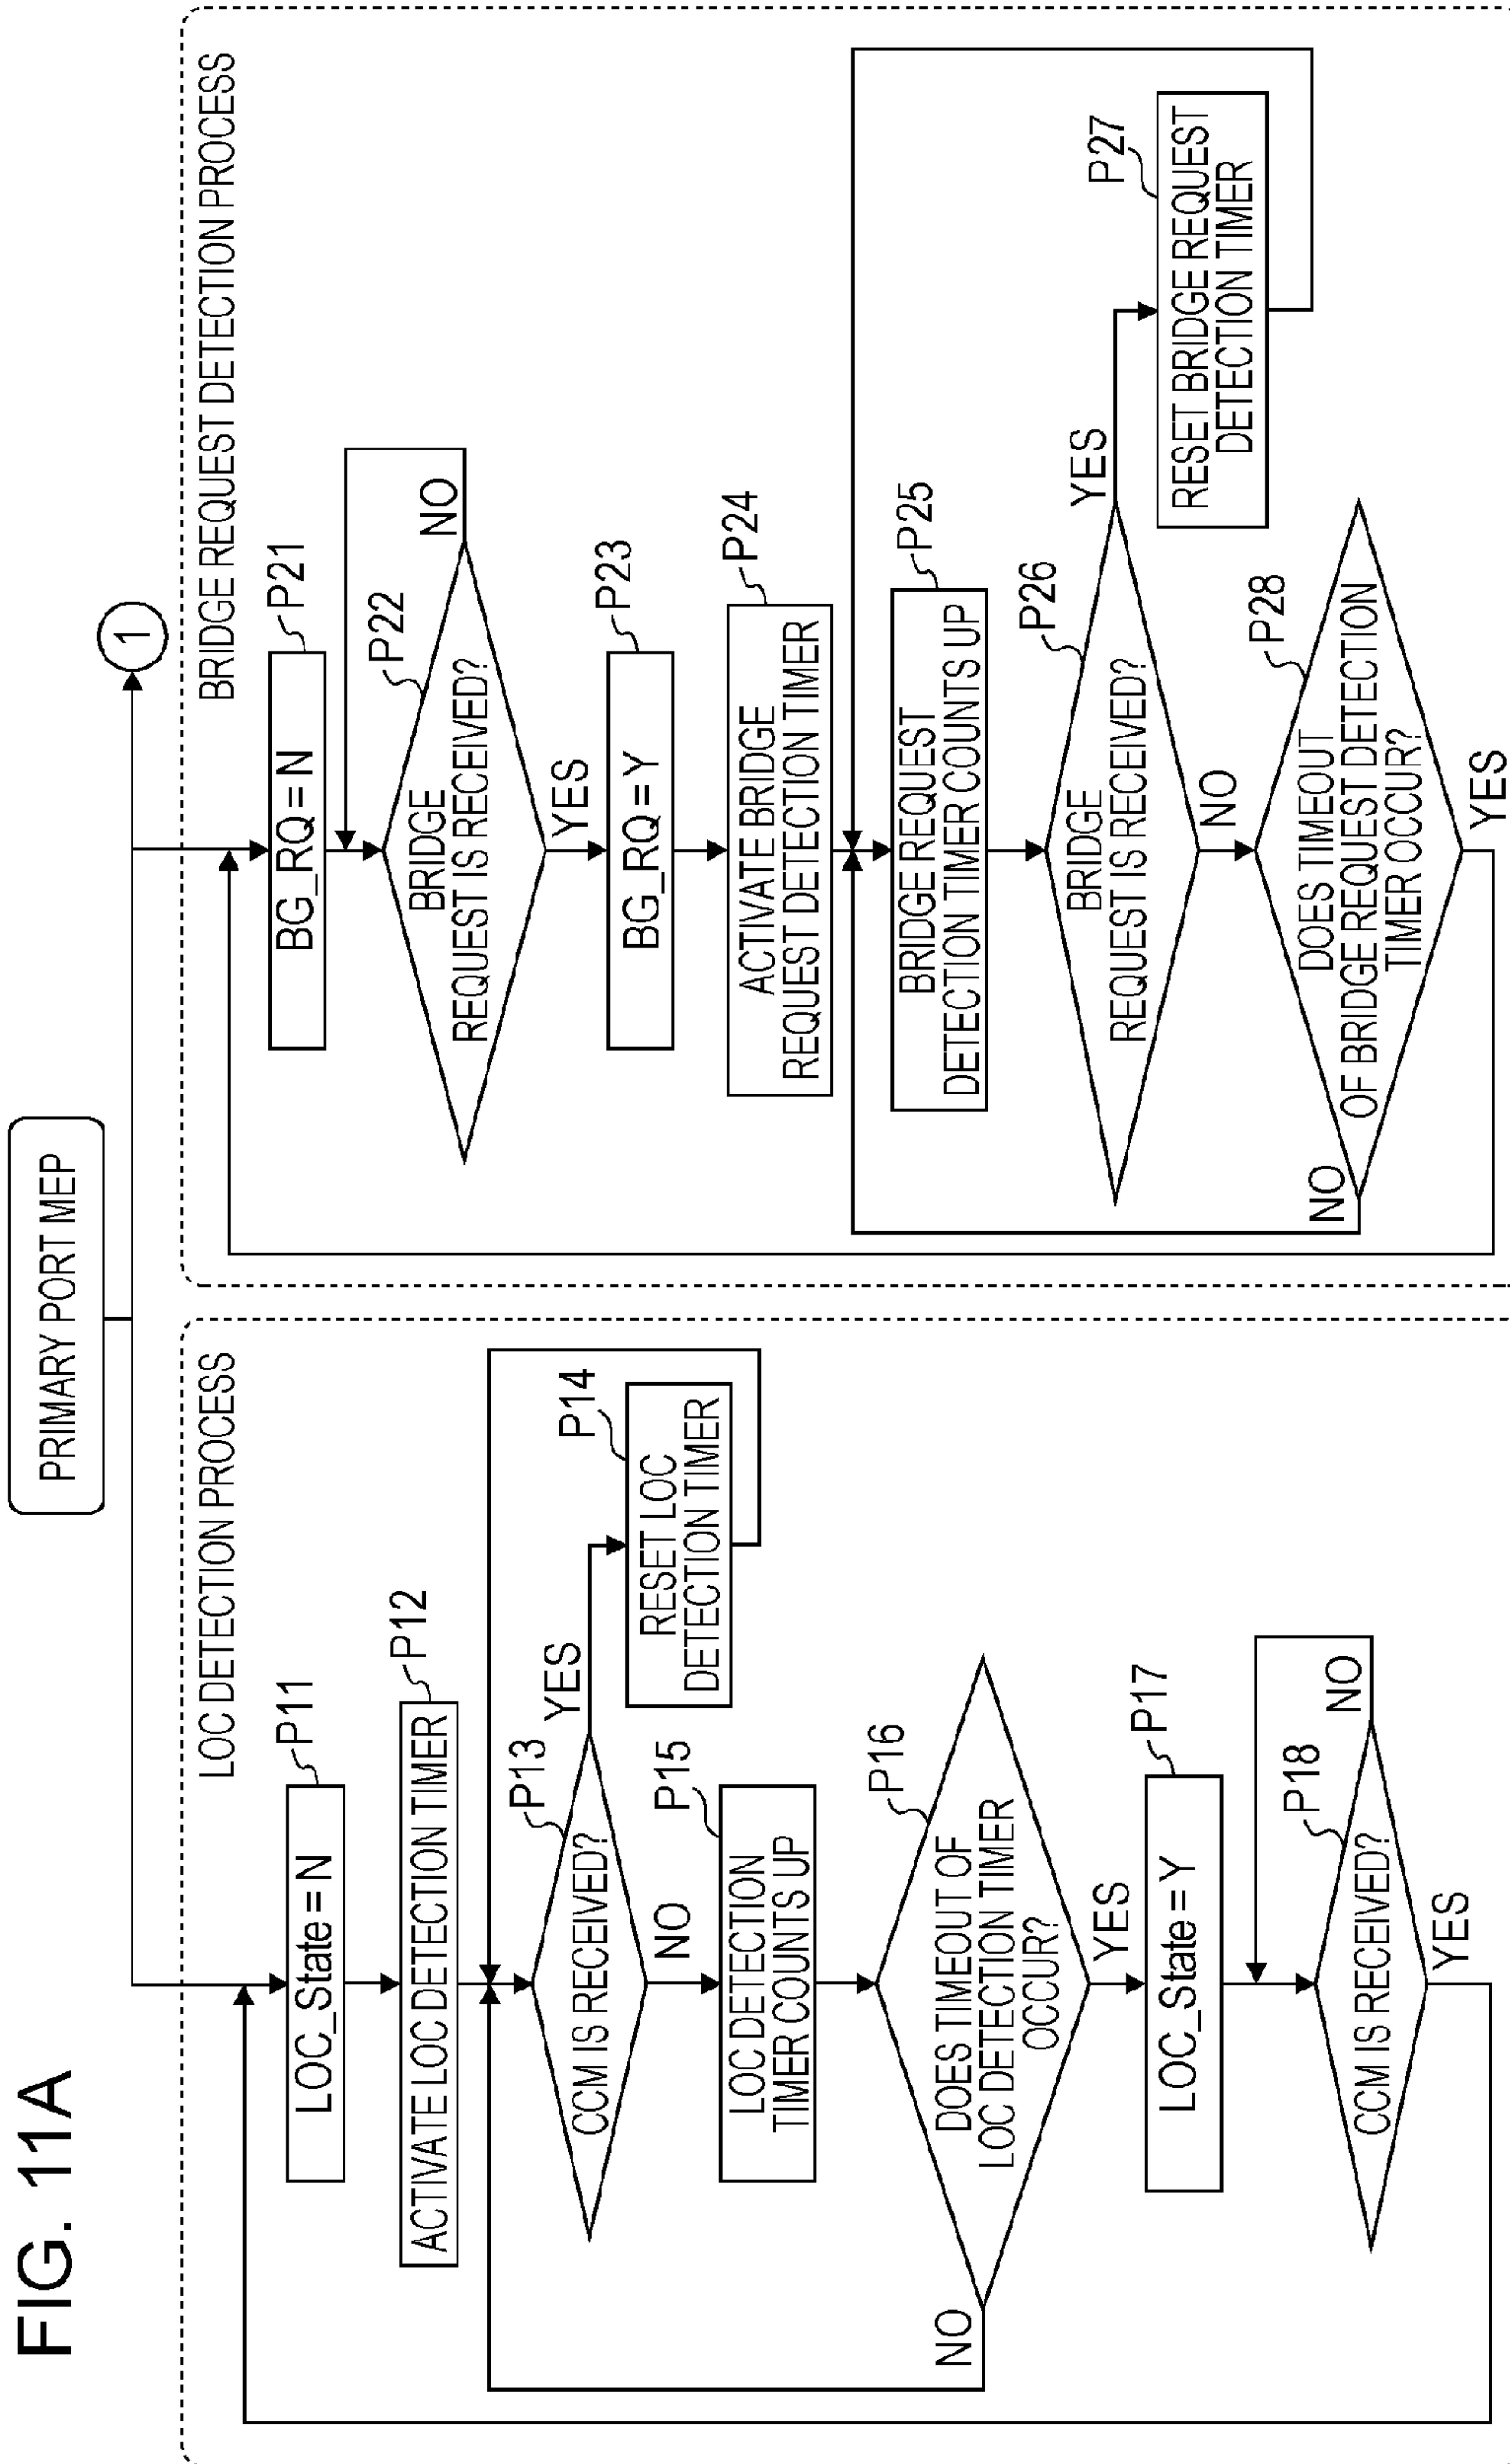 FIG. 11A
PRIMARY PORT MEP
1
LOC DETECTION PROCESS
LOC_State = N
P11
ACTIVATE LOC DETECTION TIMER
P12
CCM IS RECEIVED?
P13
YES
NO
RESET LOC
DETECTION TIMER
P14
LOC DETECTION
TIMER COUNTS UP
P15
DOES TIMEOUT OF
LOC DETECTION TIMER
OCCUR?
P16
NO
YES
LOC_State = Y
P17
CCM IS RECEIVED?
P18
NO
YES
BRIDGE REQUEST DETECTION PROCESS
BG_RQ = N
P21
BRIDGE
REQUEST IS RECEIVED?
P22
NO
YES
BG_RQ = Y
P23
ACTIVATE BRIDGE
REQUEST DETECTION TIMER
P24
BRIDGE REQUEST
DETECTION TIMER COUNTS UP
P25
BRIDGE
REQUEST IS RECEIVED?
P26
YES
NO
RESET BRIDGE REQUEST
DETECTION TIMER
P27
DOES TIMEOUT
OF BRIDGE REQUEST DETECTION
TIMER OCCUR?
P28
NO
YES